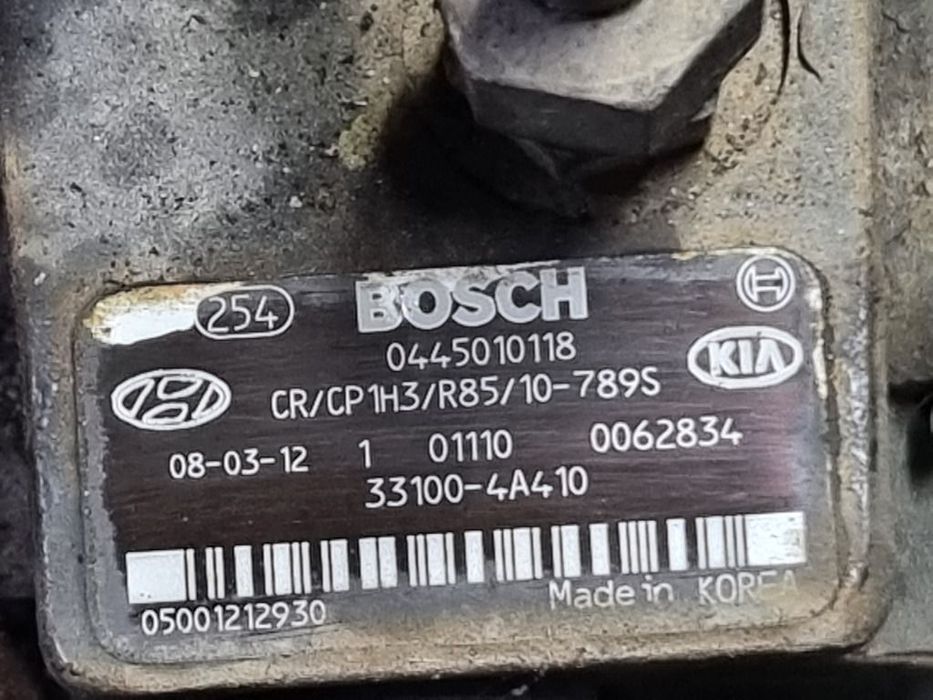 254 BOSCH
0445010118
KIA
CR/CP1H3/R85/10-789S
08-03-12 1 01110 0062834
33100-4A410
05001212930
Made in KOREA